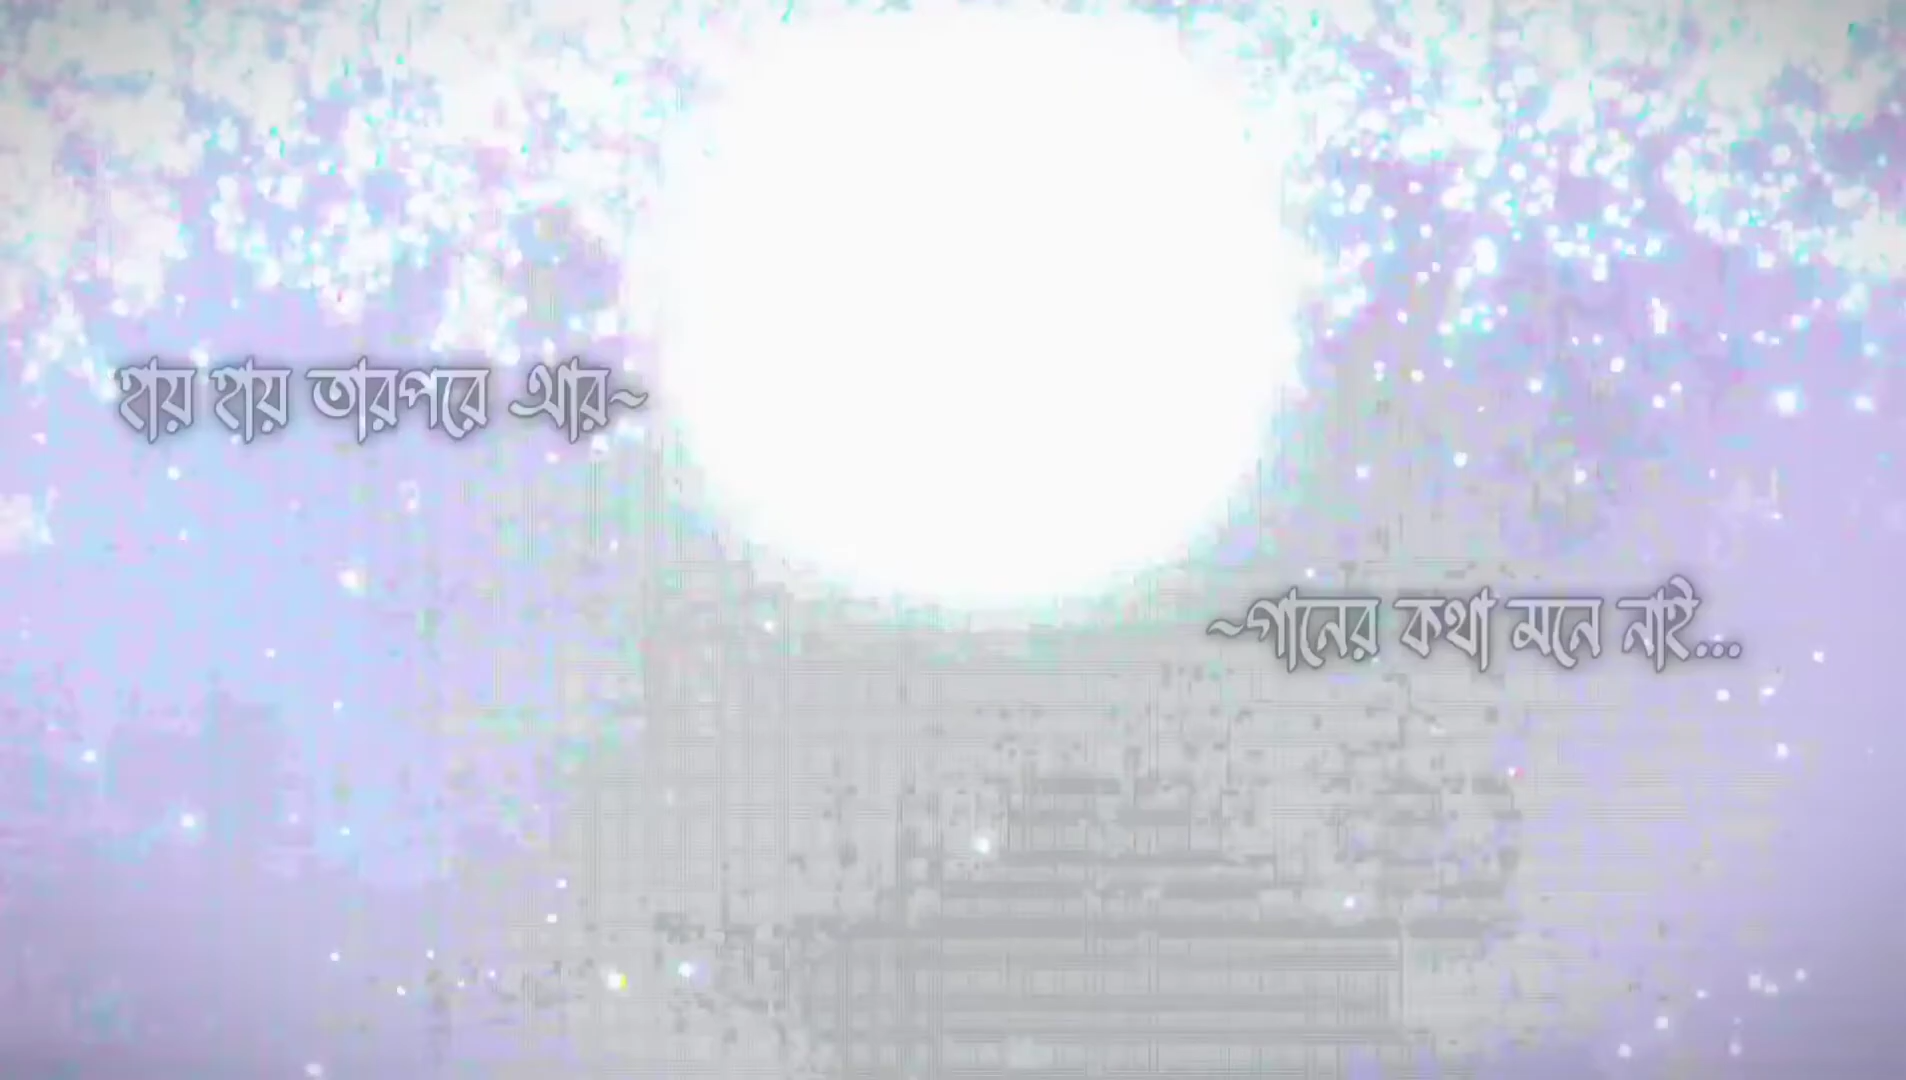 হায় হায় তারপরে আর~
~গানের কথা মনে নাই...